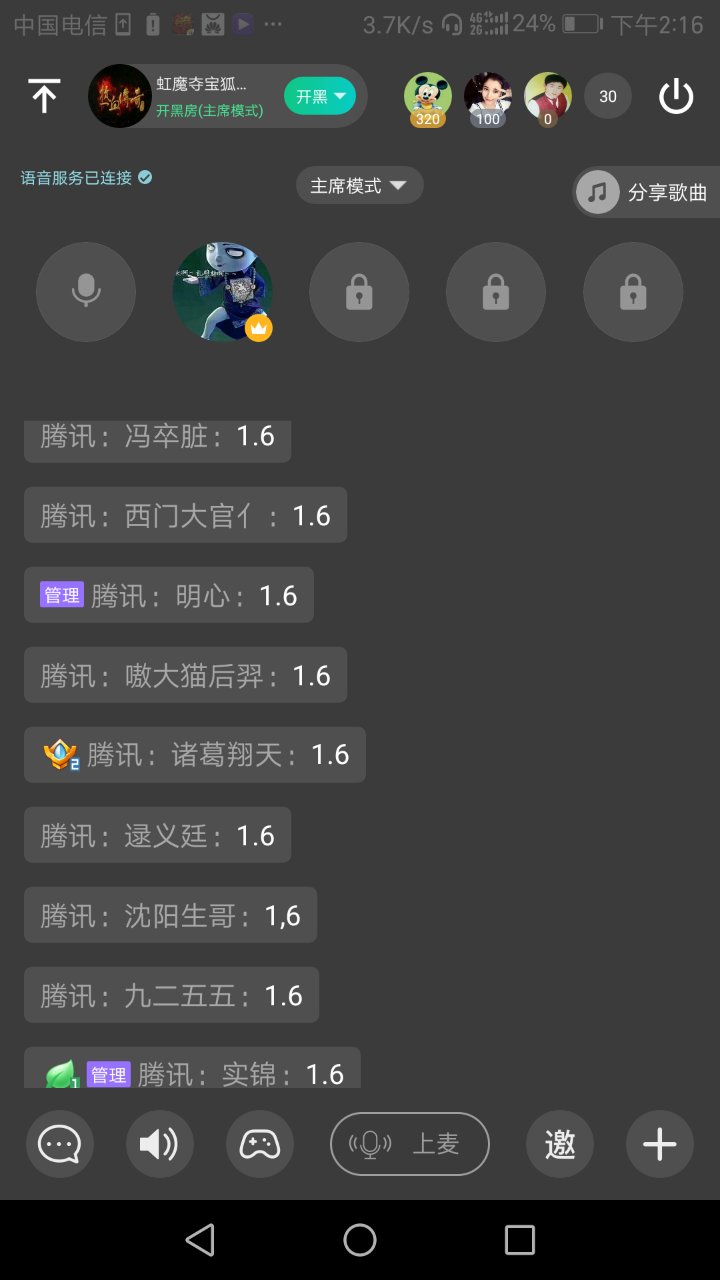 中国电信 3.7K/s 4G 2G 24% 下午2:16
虹魔夺宝狐...
开黑房(主席模式)
开黑
320 100 0 30
语音服务已连接
主席模式
分享歌曲
腾讯：冯卒脏：1.6
腾讯：西门大官亻：1.6
管理 腾讯：明心：1.6
腾讯：嗷大猫后羿：1.6
2 腾讯：诸葛翔天：1.6
腾讯：逯义廷：1.6
腾讯：沈阳生哥：1,6
腾讯：九二五五：1.6
1 管理 腾讯：实锦：1.6
上麦 邀